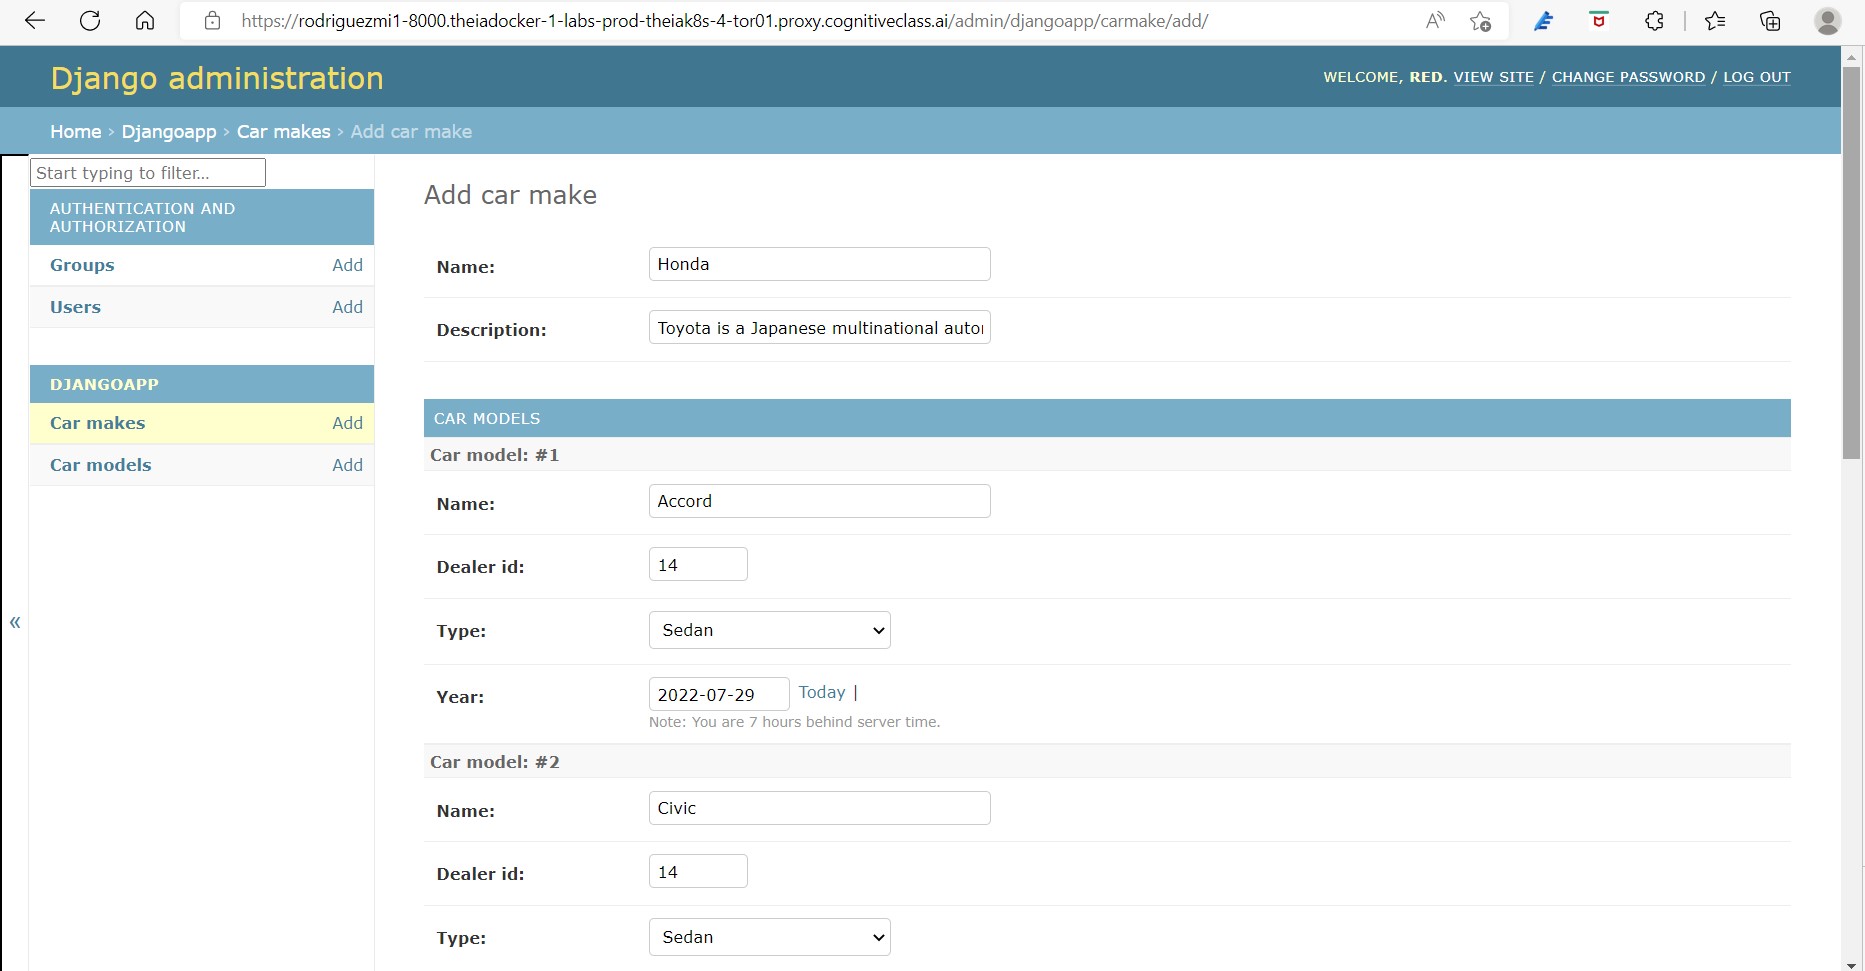 https://rodriguezmi1-8000.theiadocker-1-labs-prod-theiak8s-4-tor01.proxy.cognitiveclass.ai/admin/djangoapp/carmake/add/
Django administration
WELCOME, RED. VIEW SITE / CHANGE PASSWORD / LOG OUT
Home › Djangoapp › Car makes › Add car make
Start typing to filter...
AUTHENTICATION AND
AUTHORIZATION
Groups Add
Users Add
DJANGOAPP
Car makes Add
Car models Add
«
Add car make
Name: Honda
Description: Toyota is a Japanese multinational auto
CAR MODELS
Car model: #1
Name: Accord
Dealer id: 14
Type: Sedan
Year: 2022-07-29 Today |
Note: You are 7 hours behind server time.
Car model: #2
Name: Civic
Dealer id: 14
Type: Sedan